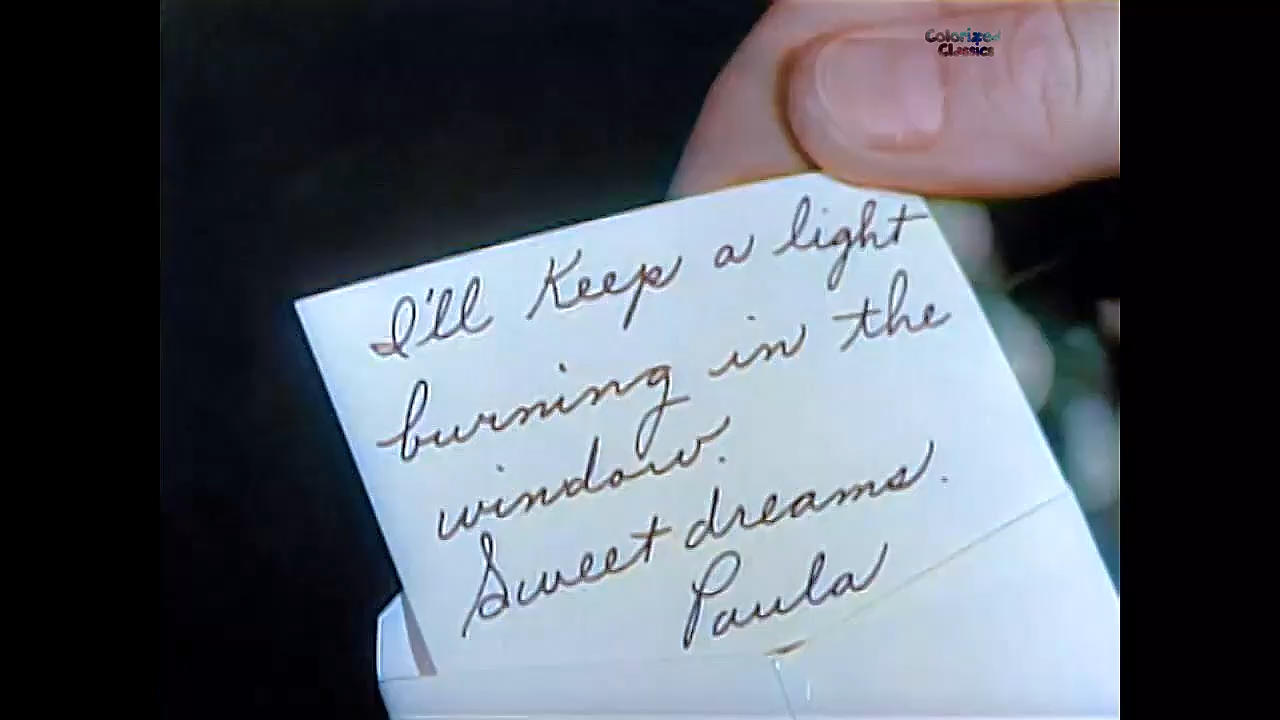 Colorized
Classics
I'll Keep a light
burning in the
window.
Sweet dreams.
Paula